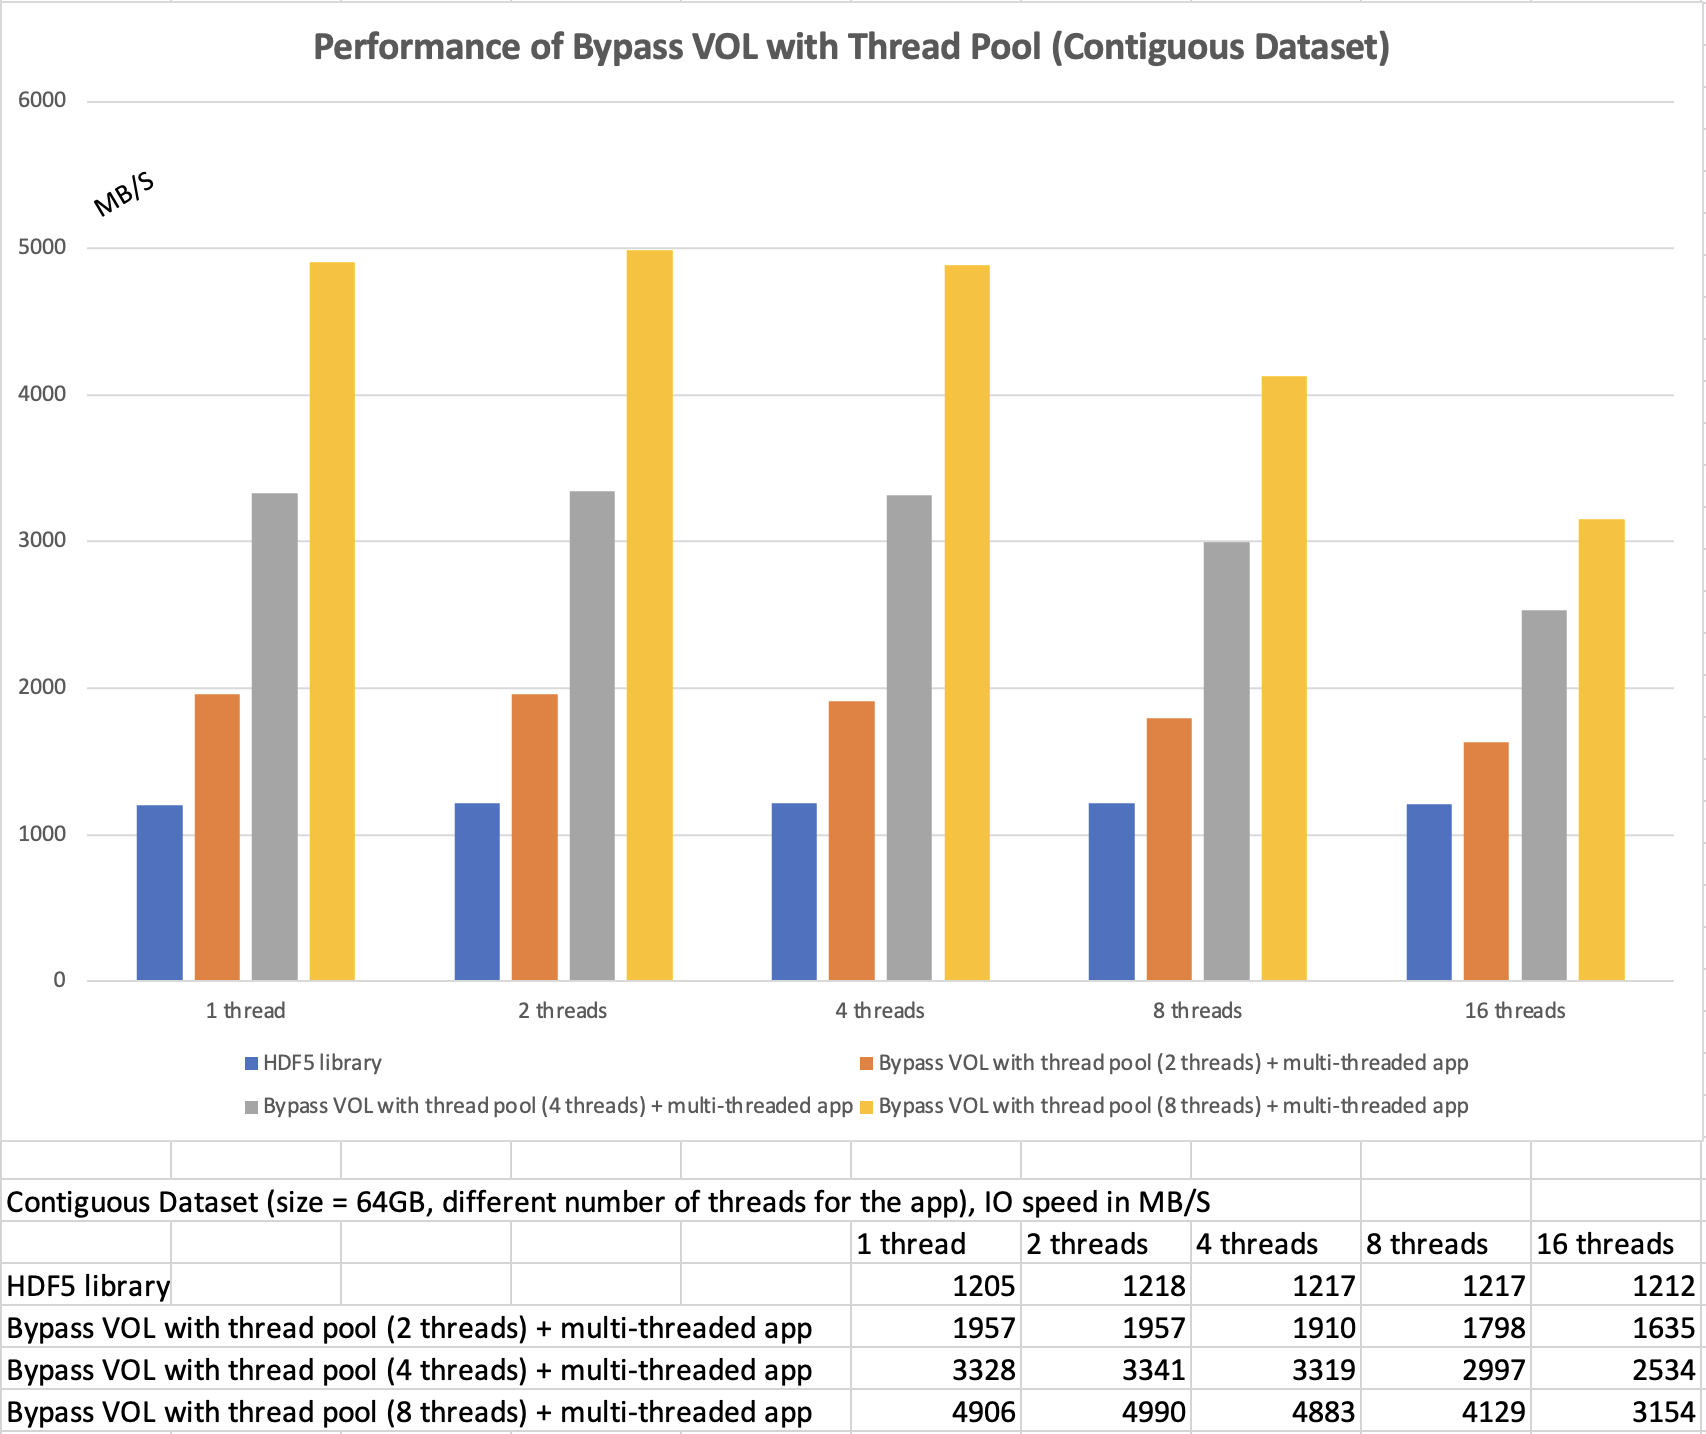 Performance of Bypass VOL with Thread Pool (Contiguous Dataset)
6000
MB/S
5000
4000
3000
2000
1000
0
1 thread 2 threads 4 threads 8 threads 16 threads
HDF5 library Bypass VOL with thread pool (2 threads) + multi-threaded app
Bypass VOL with thread pool (4 threads) + multi-threaded app Bypass VOL with thread pool (8 threads) + multi-threaded app
Contiguous Dataset (size = 64GB, different number of threads for the app), IO speed in MB/S
1 thread 2 threads 4 threads 8 threads 16 threads
HDF5 library 1205 1218 1217 1217 1212
Bypass VOL with thread pool (2 threads) + multi-threaded app 1957 1957 1910 1798 1635
Bypass VOL with thread pool (4 threads) + multi-threaded app 3328 3341 3319 2997 2534
Bypass VOL with thread pool (8 threads) + multi-threaded app 4906 4990 4883 4129 3154